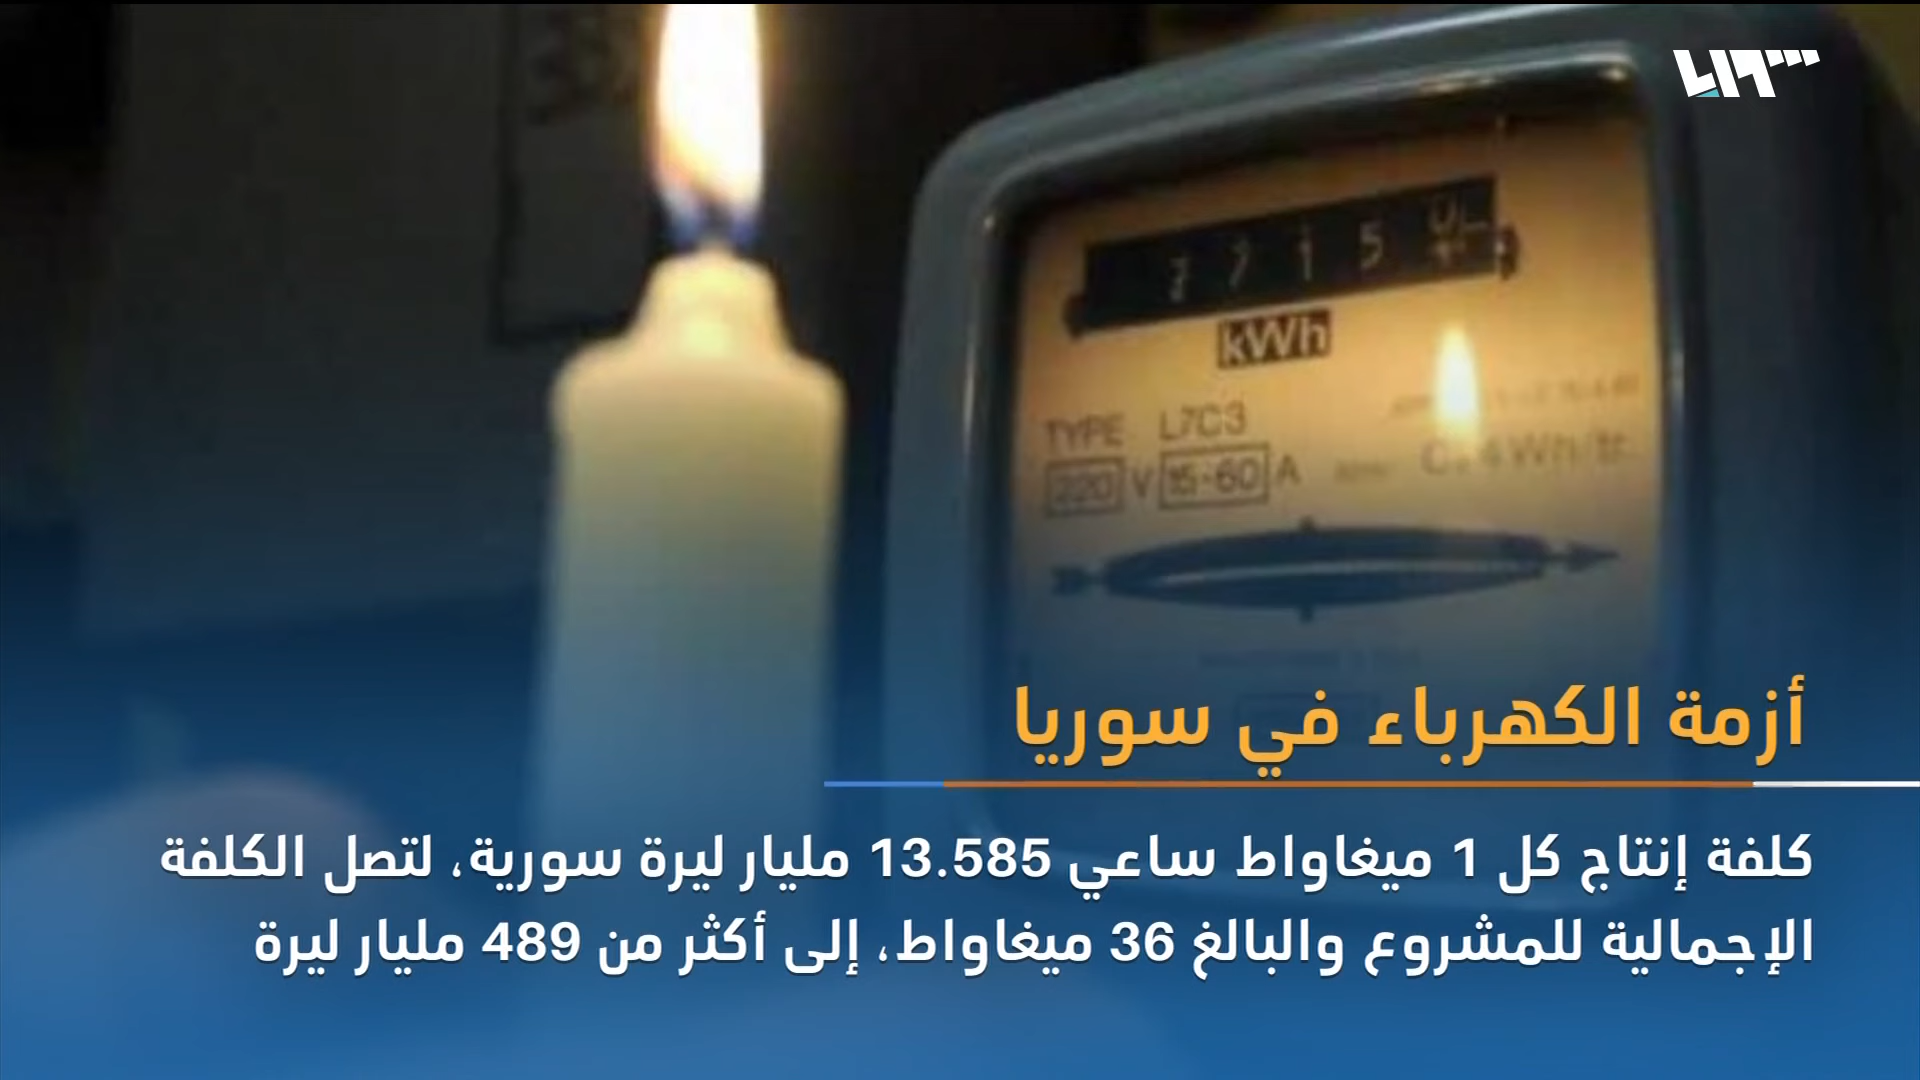 سوريا
kWh
TYPE L7C3
220 V 15-60 A
أزمة الكهرباء في سوريا
كلفة إنتاج كل 1 ميغاواط ساعي 13.585 مليار ليرة سورية، لتصل الكلفة
الإجمالية للمشروع والبالغ 36 ميغاواط، إلى أكثر من 489 مليار ليرة